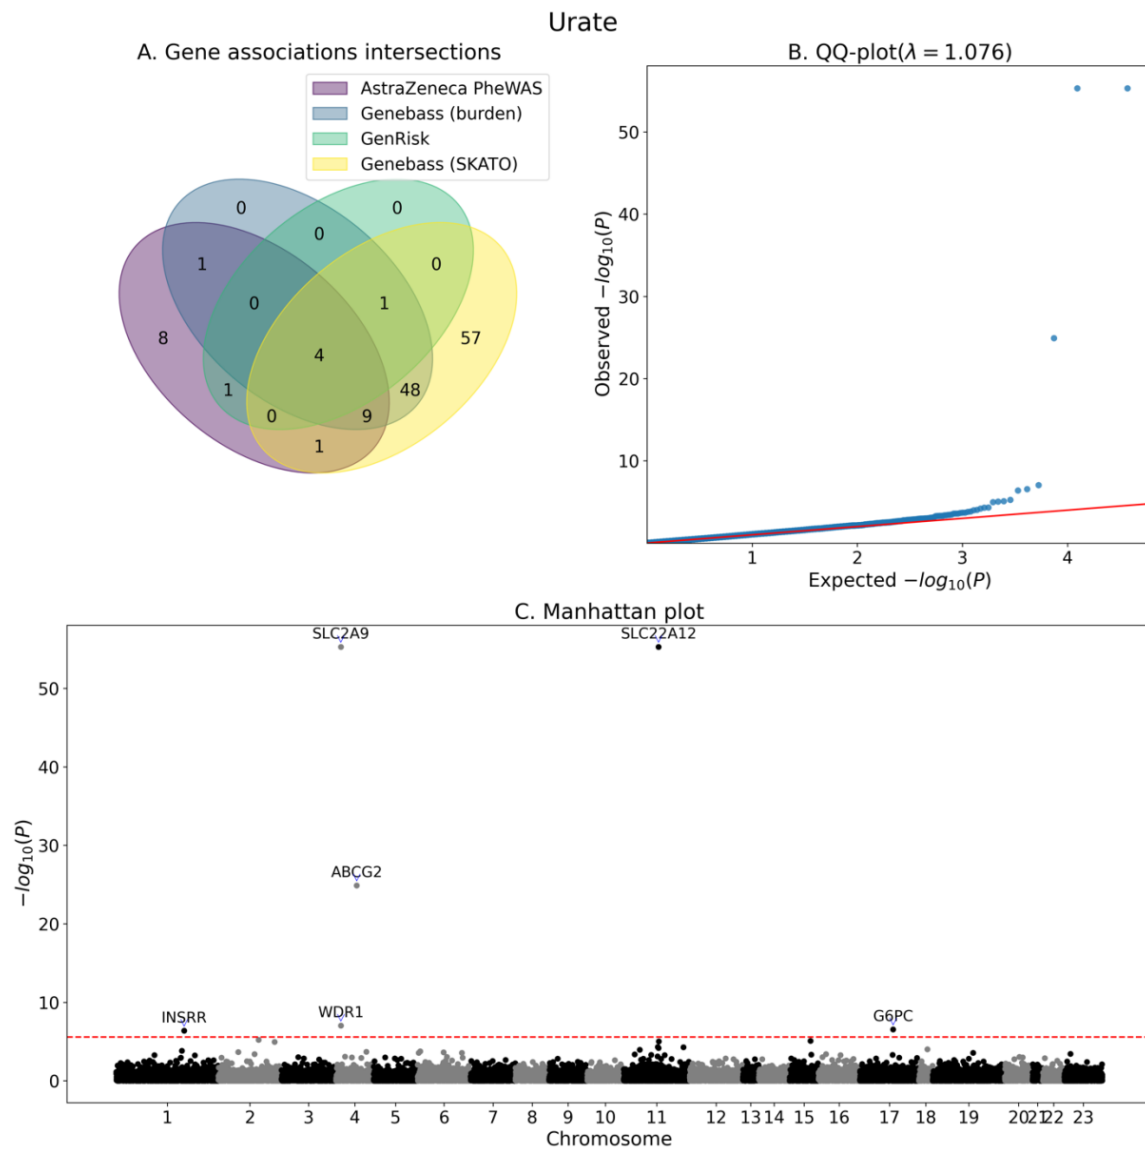 Urate
A. Gene associations intersections
AstraZeneca PheWAS
Genebass (burden)
GenRisk
Genebass (SKATO)
0
0
0
1
0
0
1
8
57
4
1
48
0
9
1
B. QQ-plot(λ = 1.076)
Observed −log₁₀(P)
50
40
30
20
10
1 2 3 4
Expected −log₁₀(P)
C. Manhattan plot
−log₁₀(P)
50
40
30
20
10
0
SLC2A9
SLC22A12
ABCG2
INSRR
WDR1
G6PC
1 2 3 4 5 6 7 8 9 10 11 12 13 14 15 16 17 18 19 20 21 22 23
Chromosome